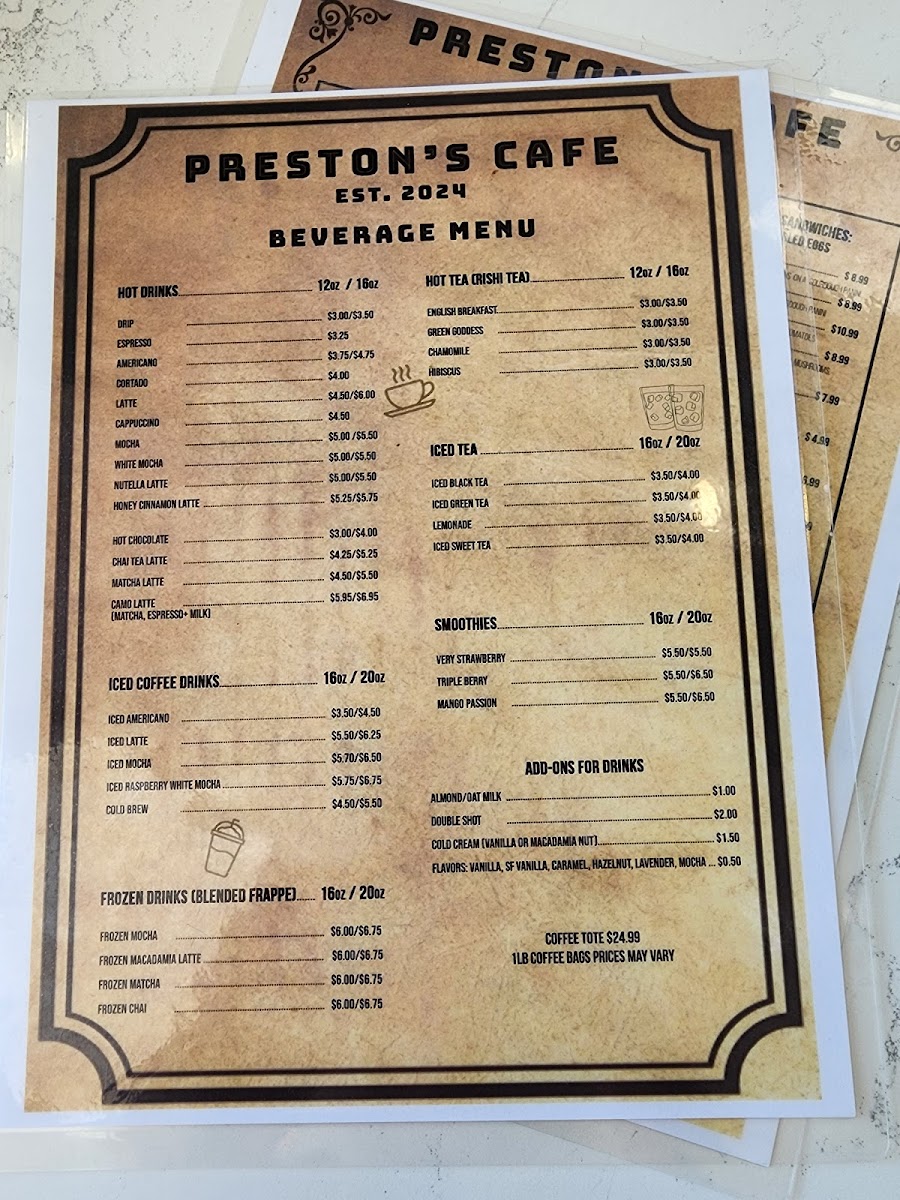 PRESTON'S CAFE
EST. 2024
BEVERAGE MENU
HOT DRINKS 12oz / 16oz
DRIP $3.00/$3.50
ESPRESSO $3.25
AMERICANO $3.75/$4.75
CORTADO $4.00
LATTE $4.50/$6.00
CAPPUCCINO $4.50
MOCHA $5.00/$5.50
WHITE MOCHA $5.00/$5.50
NUTELLA LATTE $5.00/$5.50
HONEY CINNAMON LATTE $5.25/$5.75
HOT CHOCOLATE $3.00/$4.00
CHAI TEA LATTE $4.25/$5.25
MATCHA LATTE $4.50/$5.50
CAMO LATTE $5.95/$6.95
(MATCHA, ESPRESSO+ MILK)
ICED COFFEE DRINKS 16oz / 20oz
ICED AMERICANO $3.50/$4.50
ICED LATTE $5.50/$6.25
ICED MOCHA $5.70/$6.50
ICED RASPBERRY WHITE MOCHA $5.75/$6.75
COLD BREW $4.50/$5.50
FROZEN DRINKS (BLENDED FRAPPE) 16oz / 20oz
FROZEN MOCHA $6.00/$6.75
FROZEN MACADAMIA LATTE $6.00/$6.75
FROZEN MATCHA $6.00/$6.75
FROZEN CHAI $6.00/$6.75
HOT TEA (RISHI TEA) 12oz / 16oz
ENGLISH BREAKFAST $3.00/$3.50
GREEN GODDESS $3.00/$3.50
CHAMOMILE $3.00/$3.50
HIBISCUS $3.00/$3.50
ICED TEA 16oz / 20oz
ICED BLACK TEA $3.50/$4.00
ICED GREEN TEA $3.50/$4.00
LEMONADE $3.50/$4.00
ICED SWEET TEA $3.50/$4.00
SMOOTHIES 16oz / 20oz
VERY STRAWBERRY $5.50/$5.50
TRIPLE BERRY $5.50/$6.50
MANGO PASSION $5.50/$6.50
ADD-ONS FOR DRINKS
ALMOND/OAT MILK $1.00
DOUBLE SHOT $2.00
COLD CREAM (VANILLA OR MACADAMIA NUT) $1.50
FLAVORS: VANILLA, SF VANILLA, CARAMEL, HAZELNUT, LAVENDER, MOCHA ... $0.50
COFFEE TOTE $24.99
1LB COFFEE BAGS PRICES MAY VARY
PRESTON
AFE
SANDWICHES:
EGGS
$8.99
$8.99
$10.99
$8.99
MUSHROOMS
$7.99
$4.99